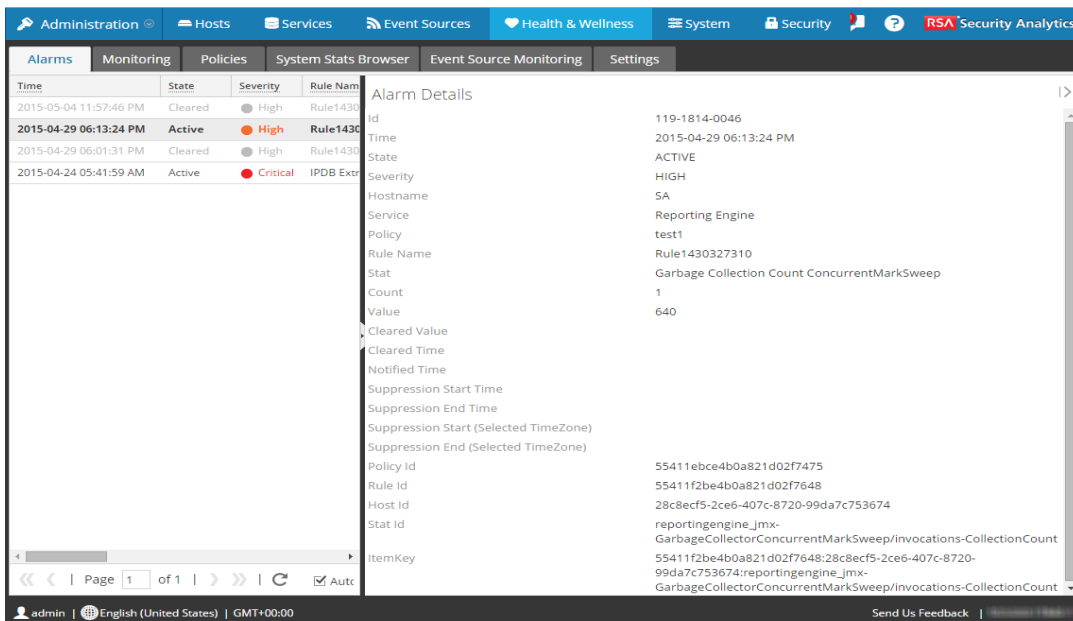 Administration Hosts Services Event Sources Health & Wellness System Security ? RSA Security Analytics
Alarms Monitoring Policies System Stats Browser Event Source Monitoring Settings
Time State Severity Rule Nam
2015-05-04 11:57:46 PM Cleared High Rule1430
2015-04-29 06:13:24 PM Active High Rule1430
2015-04-29 06:01:31 PM Cleared High Rule1430
2015-04-24 05:41:59 AM Active Critical IPDB Extr
Page 1 of 1 Auto
Alarm Details
Id 119-1814-0046
Time 2015-04-29 06:13:24 PM
State ACTIVE
Severity HIGH
Hostname SA
Service Reporting Engine
Policy test1
Rule Name Rule1430327310
Stat Garbage Collection Count ConcurrentMarkSweep
Count 1
Value 640
Cleared Value
Cleared Time
Notified Time
Suppression Start Time
Suppression End Time
Suppression Start (Selected TimeZone)
Suppression End (Selected TimeZone)
Policy Id 55411ebce4b0a821d02f7475
Rule Id 55411f2be4b0a821d02f7648
Host Id 28c8ecf5-2ce6-407c-8720-99da7c753674
Stat Id reportingengine_jmx-
GarbageCollectorConcurrentMarkSweep/invocations-CollectionCount
ItemKey 55411f2be4b0a821d02f7648:28c8ecf5-2ce6-407c-8720-
99da7c753674:reportingengine_jmx-
GarbageCollectorConcurrentMarkSweep/invocations-CollectionCount
admin | English (United States) | GMT+00:00 Send Us Feedback |